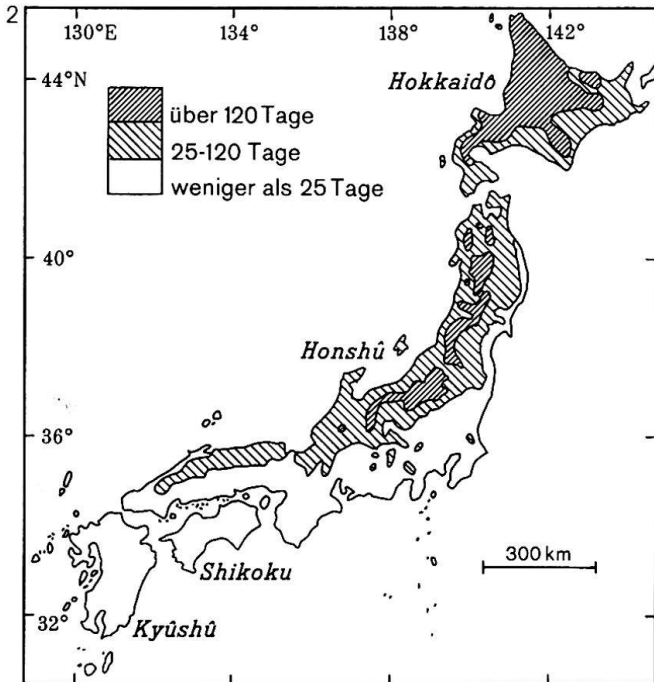 2
130°E 134° 138° 142°
44°N
Hokkaidô
über 120 Tage
25-120 Tage
weniger als 25 Tage
40°
Honshû
36°
300 km
Shikoku
32°
Kyûshû